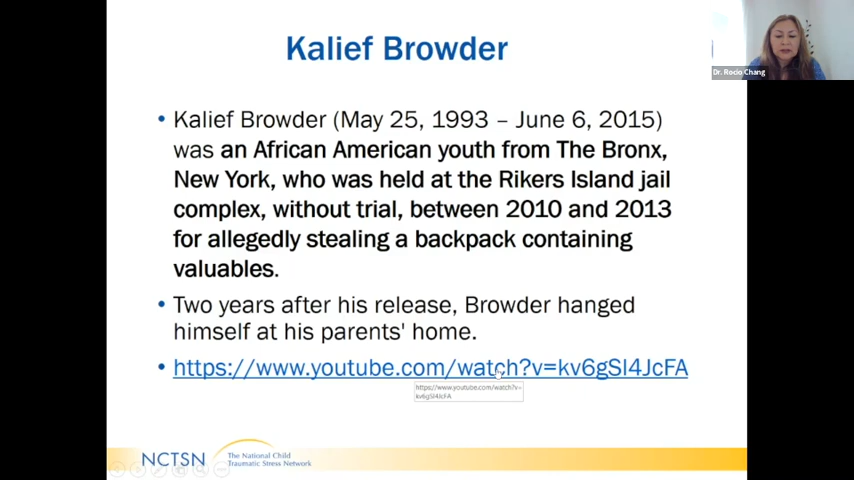 Kalief Browder
Dr. Rocio Chang
• Kalief Browder (May 25, 1993 – June 6, 2015)
was an African American youth from The Bronx,
New York, who was held at the Rikers Island jail
complex, without trial, between 2010 and 2013
for allegedly stealing a backpack containing
valuables.
• Two years after his release, Browder hanged
himself at his parents' home.
• https://www.youtube.com/watch?v=kv6gSl4JcFA
https://www.youtube.com/watch?v=
kv6gSl4JcFA
NCTSN
The National Child
Traumatic Stress Network